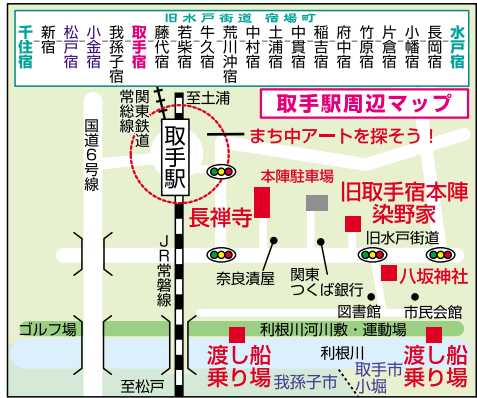 旧水戸街道 宿場町
千住宿
新宿
松戸宿
小金宿
我孫子宿
取手宿
藤代宿
若柴宿
牛久宿
荒川沖宿
中村宿
土浦宿
中貫宿
稲吉宿
府中宿
竹原宿
片倉宿
小幡宿
長岡宿
水戸宿
取手駅周辺マップ
至土浦
関東鉄道
常総線
国道6号線
取手駅
まち中アートを探そう！
本陣駐車場
旧取手宿本陣
染野家
長禅寺
JR常磐線
旧水戸街道
奈良漬屋
関東
つくば銀行
八坂神社
図書館
市民会館
ゴルフ場
利根川河川敷・運動場
渡し船
乗り場
利根川
渡し船
乗り場
我孫子市
取手市
小堀
至松戸